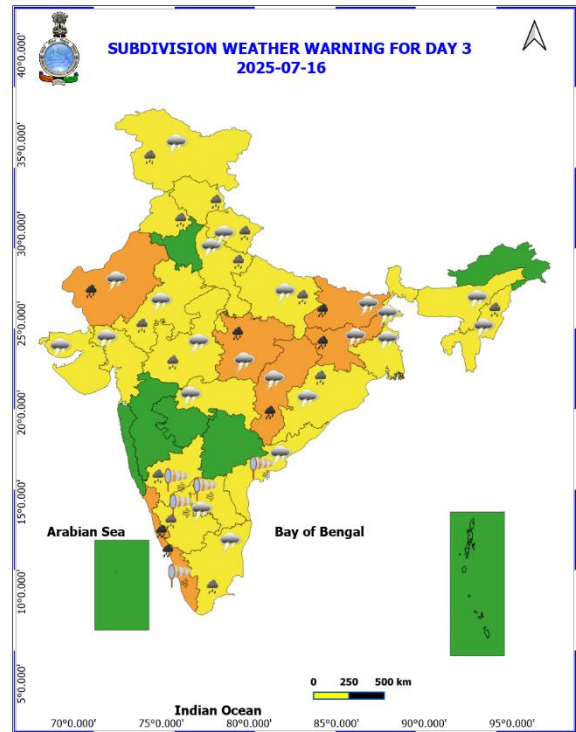 SUBDIVISION WEATHER WARNING FOR DAY 3
2025-07-16
40°0.000'
35°0.000'
30°0.000'
25°0.000'
20°0.000'
15°0.000'
10°0.000'
5°0.000'
Arabian Sea
Bay of Bengal
0 250 500 km
Indian Ocean
70°0.000' 75°0.000' 80°0.000' 85°0.000' 90°0.000' 95°0.000'